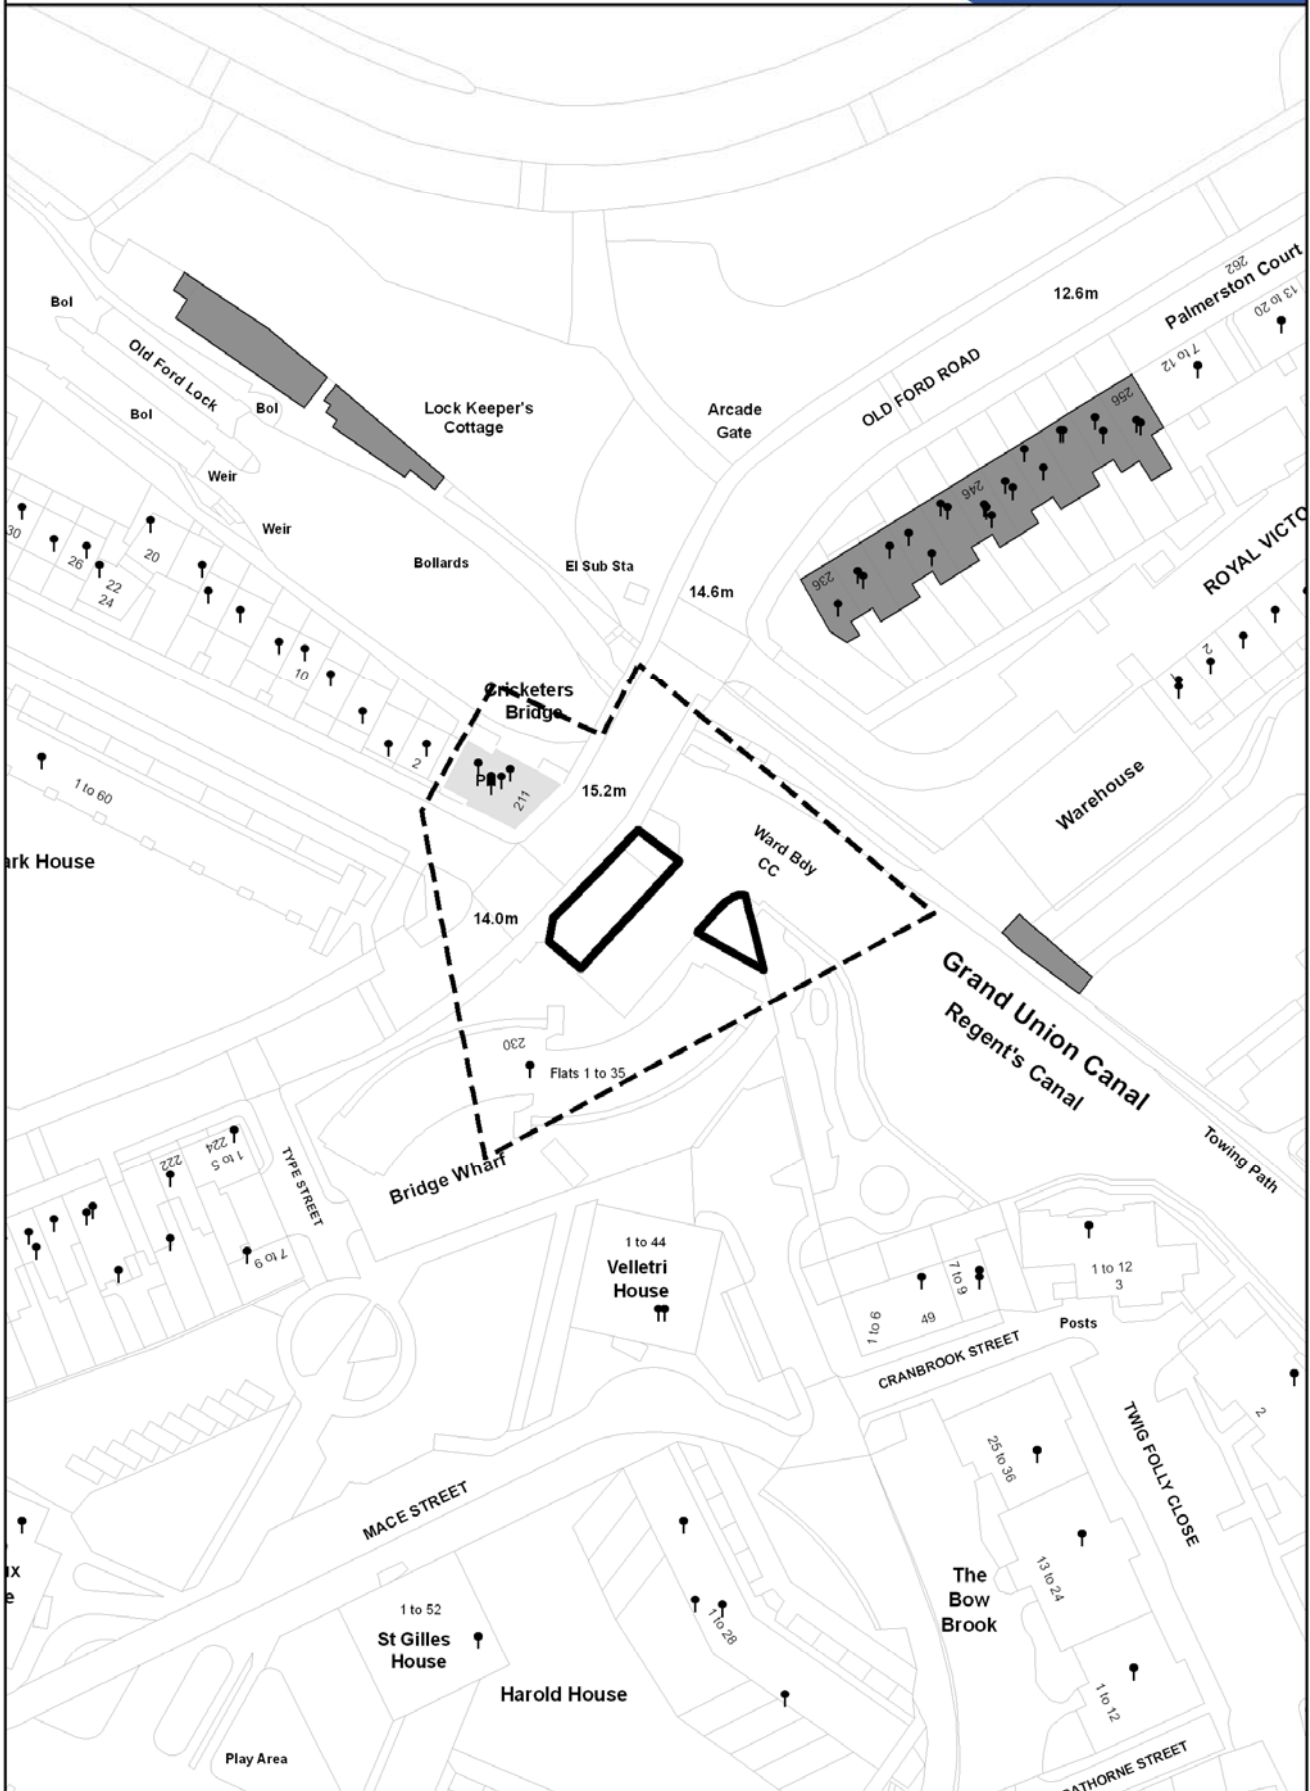 262
Palmerston Court
13 to 20
12.6m
7 to 12
Bol
Old Ford Lock
OLD FORD ROAD
256
Bol
Bol
Lock Keeper's
Cottage
Arcade
Gate
Weir
246
30
Weir
20
26
22
24
Bollards
El Sub Sta
14.6m
236
ROYAL VICTO
2
10
Cricketers
Bridge
2
211
15.2m
1 to 60
Warehouse
Ward Bdy
CC
ark House
14.0m
Grand Union Canal
Regent's Canal
230
Flats 1 to 35
Towing Path
224
1 to 5
222
TYPE STREET
Bridge Wharf
7 to 9
1 to 44
Velletri
House
7 to 9
1 to 12
3
1 to 6
49
Posts
CRANBROOK STREET
2
25 to 36
TWIG FOLLY CLOSE
MACE STREET
ix
e
13 to 24
The
Bow
Brook
1 to 52
St Gilles
House
1 to 28
Harold House
1 to 12
Play Area
ATHORNE STREET